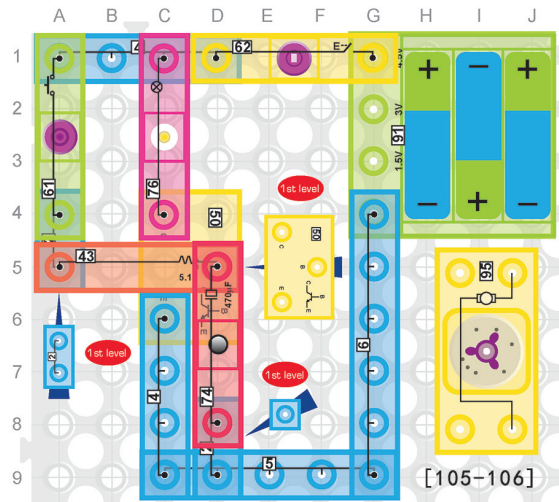 A B C D E F G H I J
1 4 62 E 4.5V + − +
2 3V
91
3 1.5V − + −
61 76
1st level
4 50 50
C
43
5 5.1 B B
470µF C
E E
6 E 95
2 1st level 6
7 1st level
4 74
8
2
9 5 [105-106]